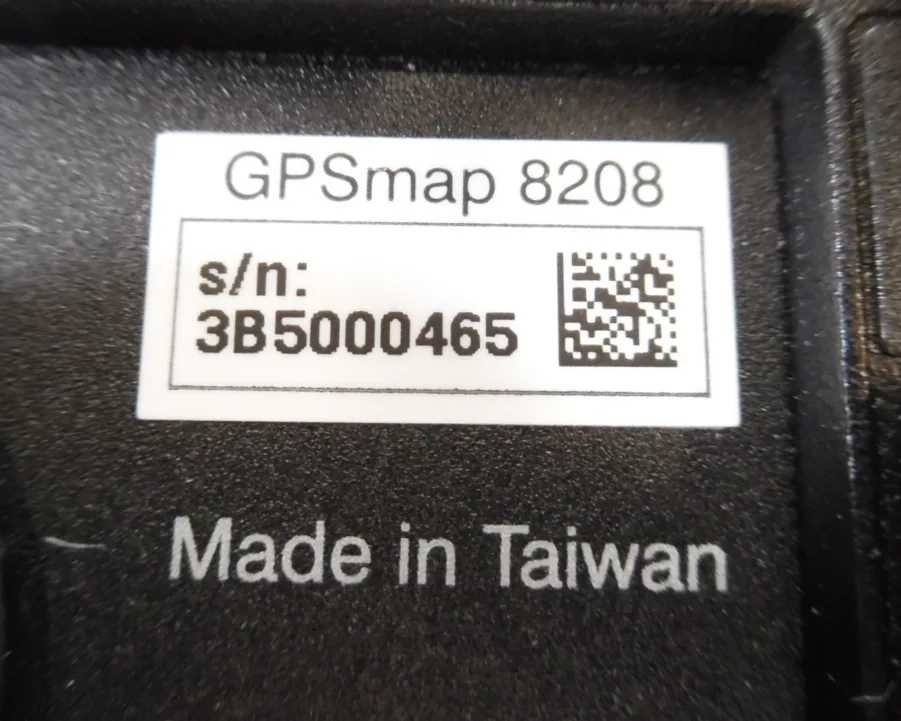 GPSmap 8208
s/n:
3B5000465
Made in Taiwan